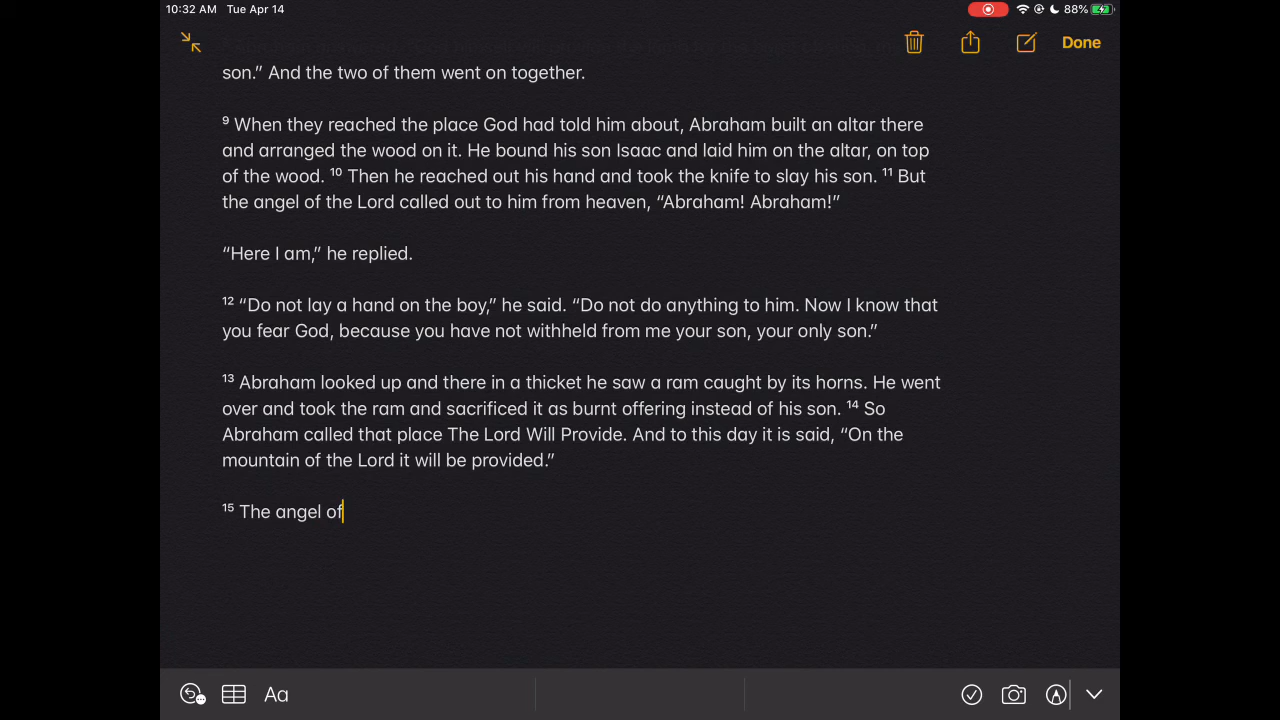 10:32 AM Tue Apr 14 88%
Done
son.” And the two of them went on together.
⁹ When they reached the place God had told him about, Abraham built an altar there
and arranged the wood on it. He bound his son Isaac and laid him on the altar, on top
of the wood. ¹⁰ Then he reached out his hand and took the knife to slay his son. ¹¹ But
the angel of the Lord called out to him from heaven, “Abraham! Abraham!”
“Here I am,” he replied.
¹² “Do not lay a hand on the boy,” he said. “Do not do anything to him. Now I know that
you fear God, because you have not withheld from me your son, your only son.”
¹³ Abraham looked up and there in a thicket he saw a ram caught by its horns. He went
over and took the ram and sacrificed it as burnt offering instead of his son. ¹⁴ So
Abraham called that place The Lord Will Provide. And to this day it is said, “On the
mountain of the Lord it will be provided.”
¹⁵ The angel of
Aa